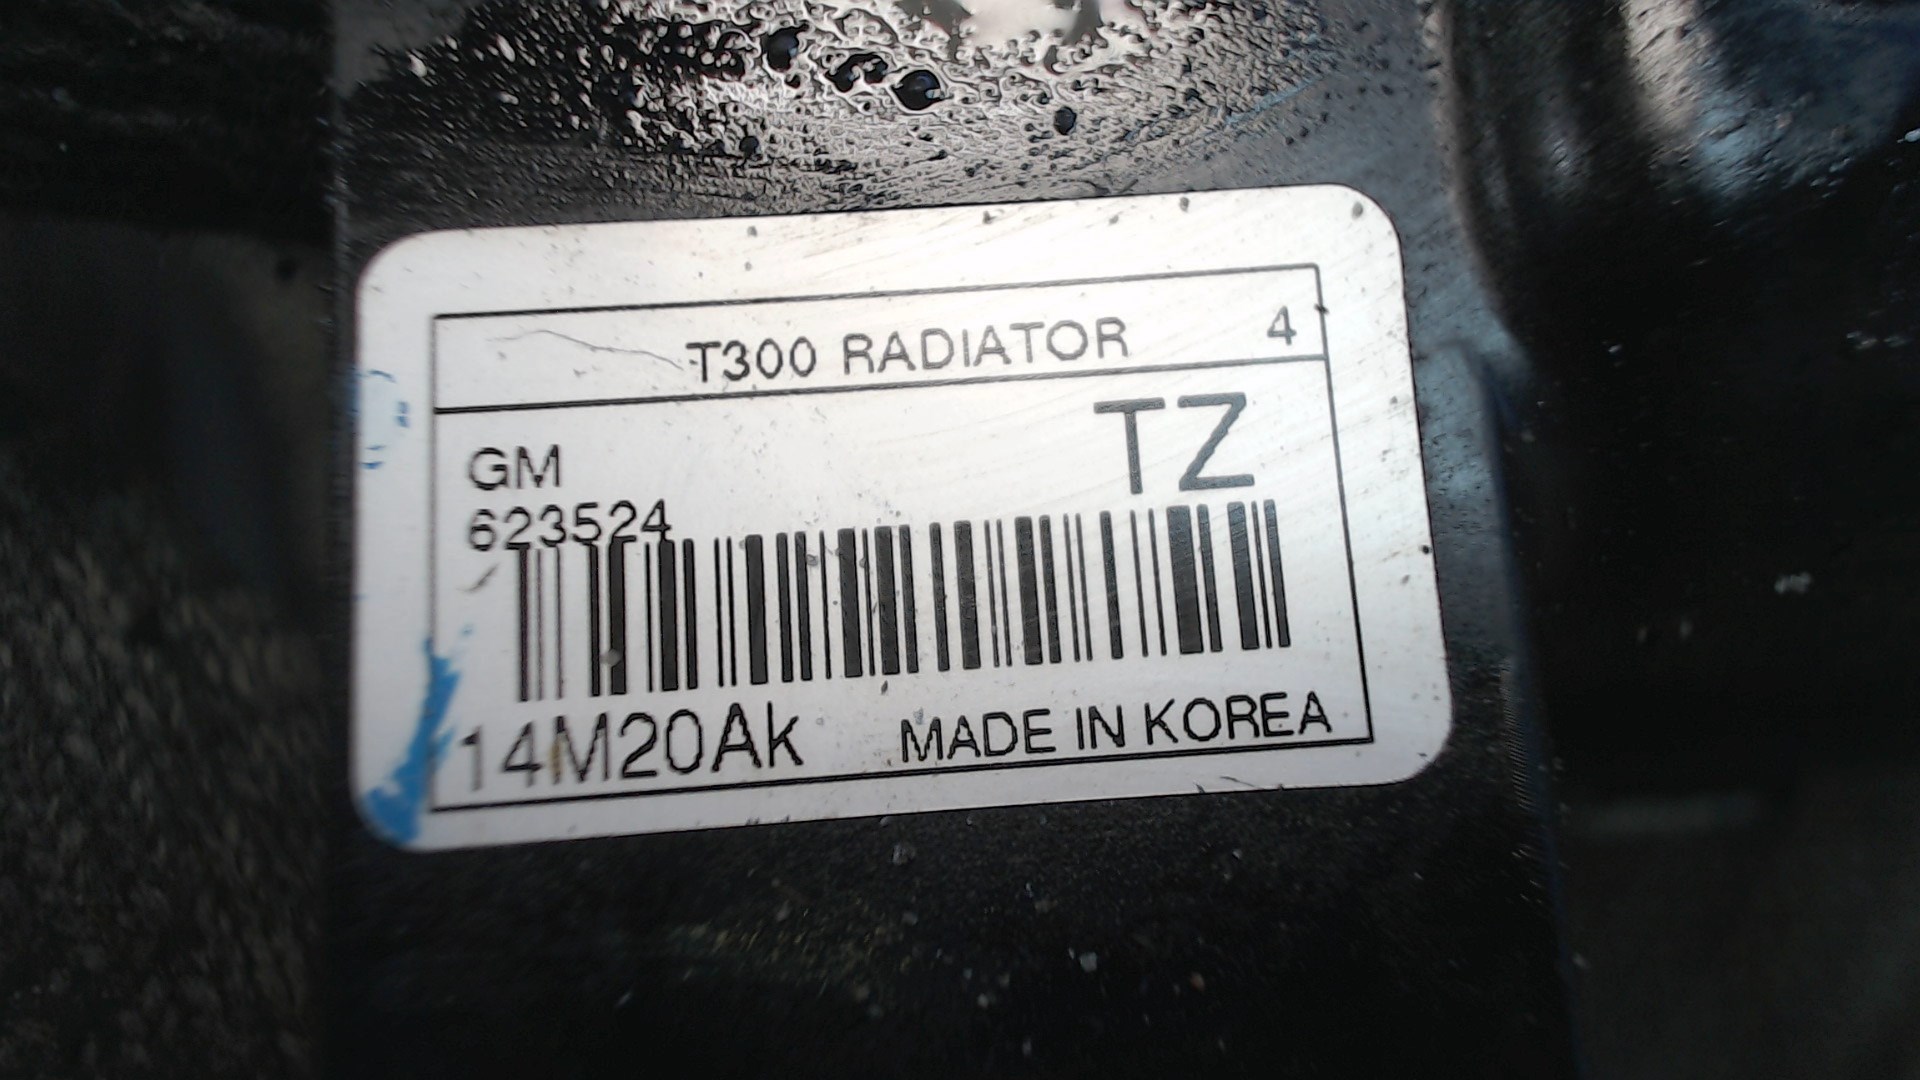 T300 RADIATOR 4
GM TZ
623524
14M20Ak MADE IN KOREA